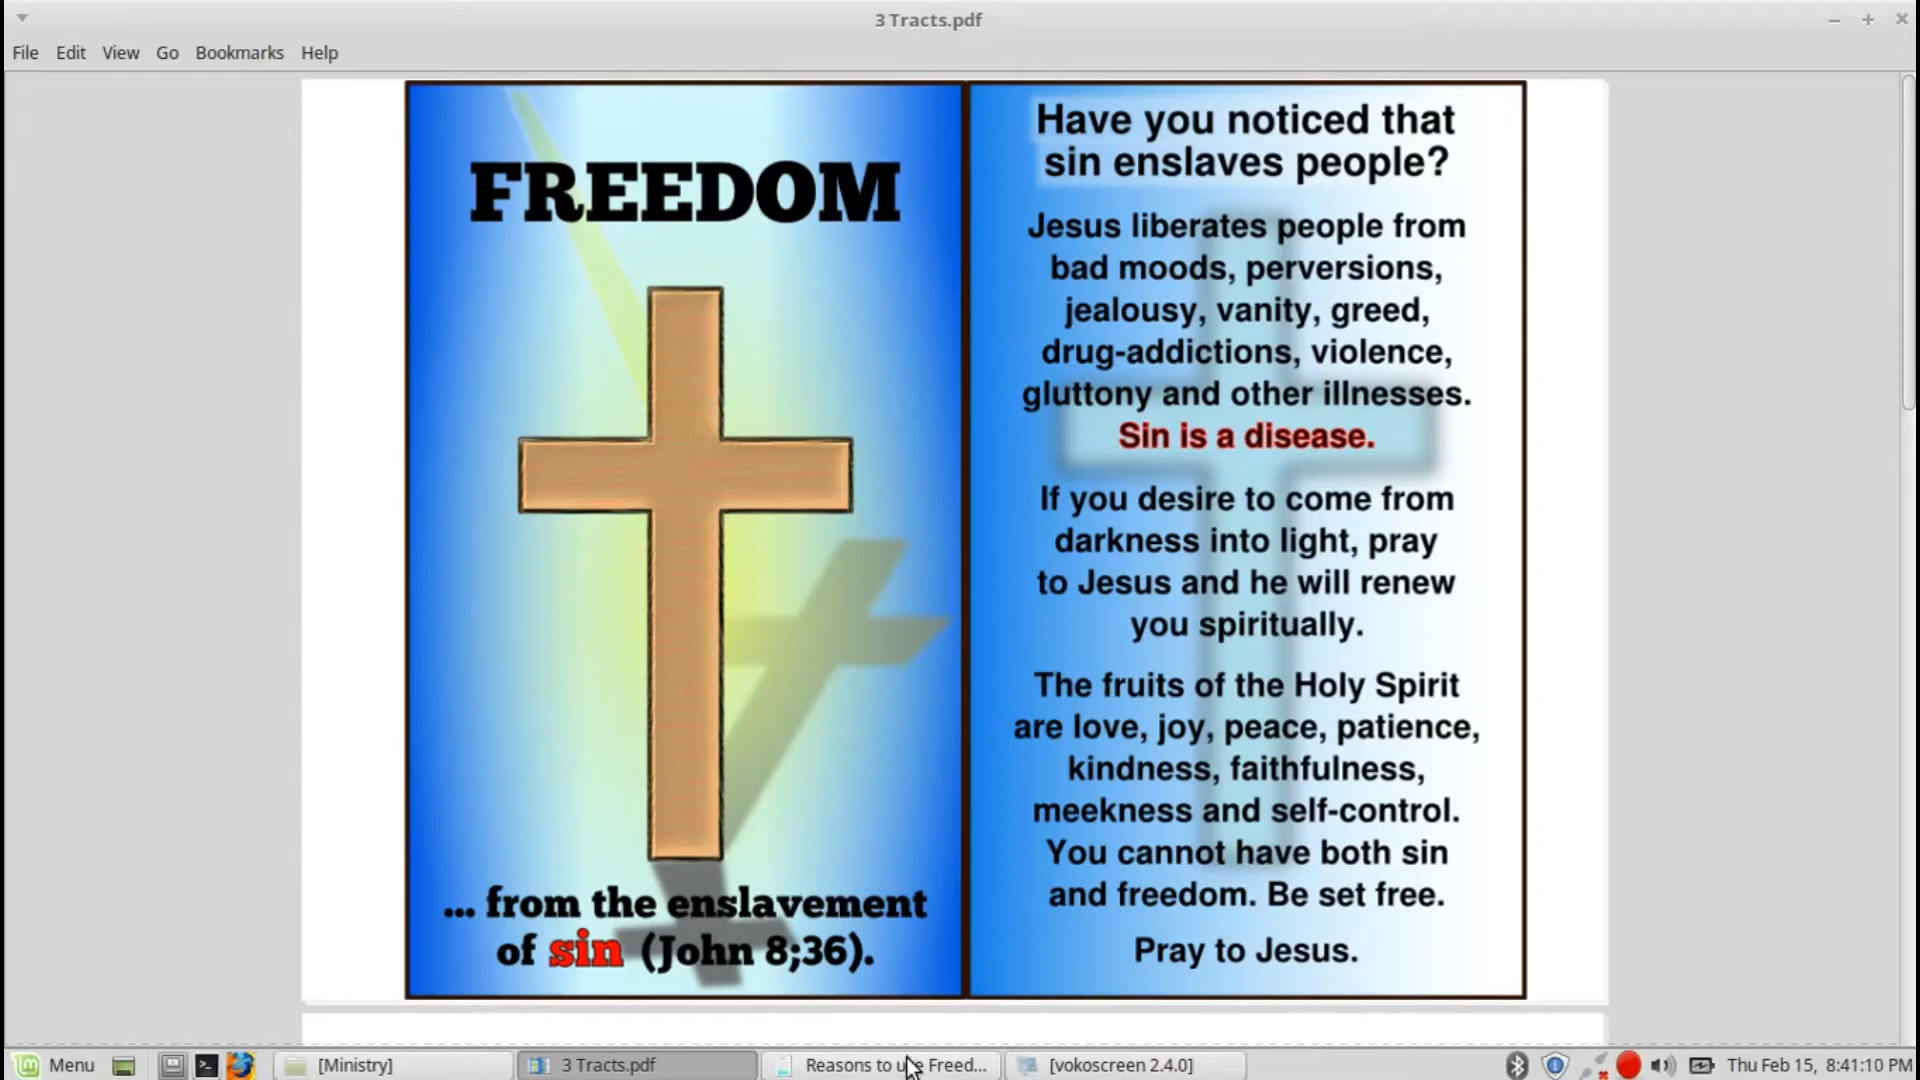 3 Tracts.pdf
File Edit View Go Bookmarks Help
FREEDOM
... from the enslavement
of sin (John 8;36).
Have you noticed that
sin enslaves people?
Jesus liberates people from
bad moods, perversions,
jealousy, vanity, greed,
drug-addictions, violence,
gluttony and other illnesses.
Sin is a disease.
If you desire to come from
darkness into light, pray
to Jesus and he will renew
you spiritually.
The fruits of the Holy Spirit
are love, joy, peace, patience,
kindness, faithfulness,
meekness and self-control.
You cannot have both sin
and freedom. Be set free.
Pray to Jesus.
Menu [Ministry] 3 Tracts.pdf Reasons to Freed... [vokoscreen 2.4.0] Thu Feb 15, 8:41:10 PM